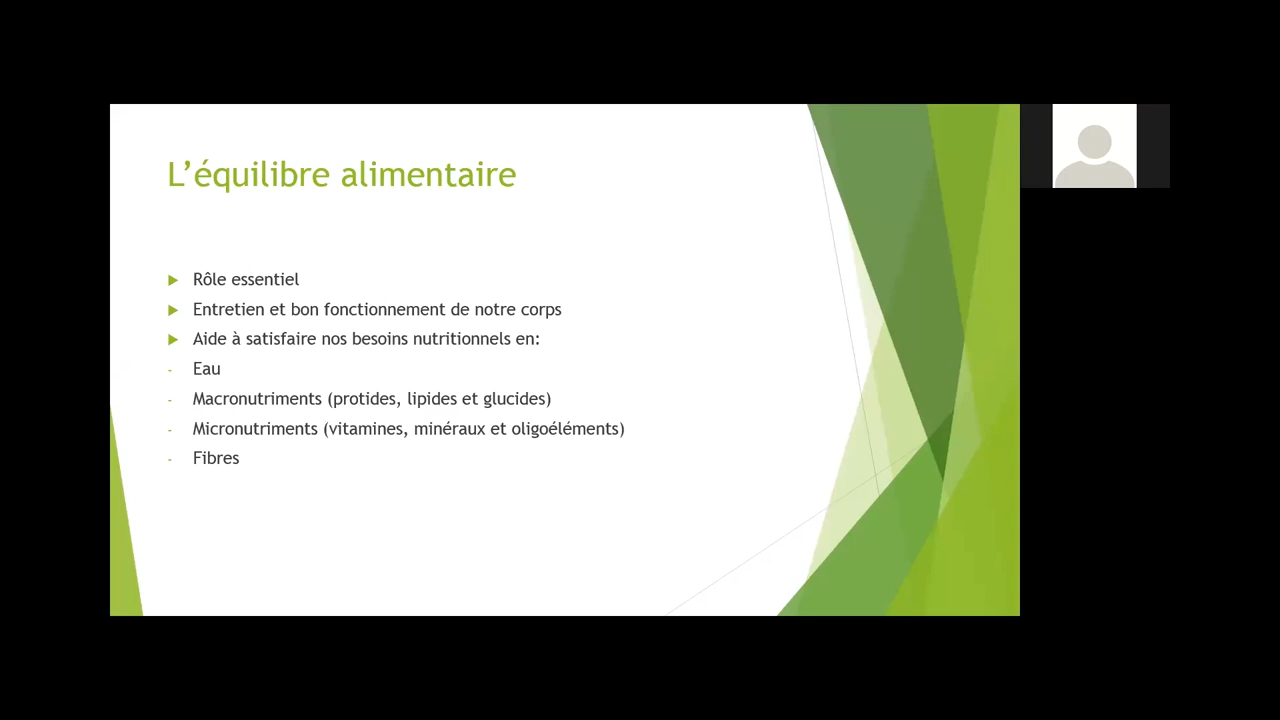 L’équilibre alimentaire
Rôle essentiel
Entretien et bon fonctionnement de notre corps
Aide à satisfaire nos besoins nutritionnels en:
- Eau
- Macronutriments (protides, lipides et glucides)
- Micronutriments (vitamines, minéraux et oligoéléments)
- Fibres